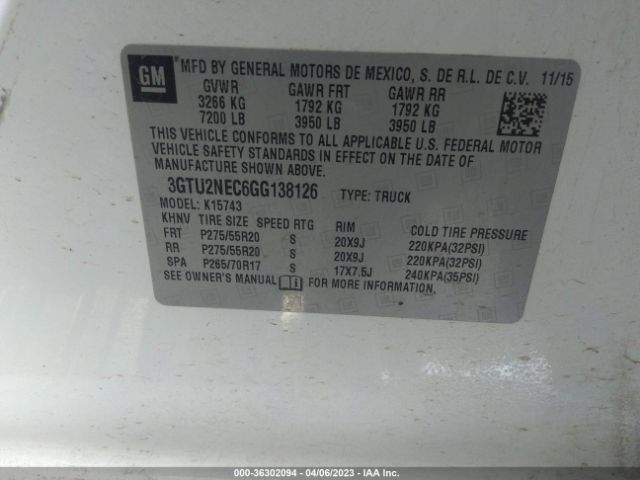 GM MFD BY GENERAL MOTORS DE MEXICO, S. DE R.L. DE C.V. 11/15
GVWR GAWR FRT GAWR RR
3266 KG 1792 KG 1792 KG
7200 LB 3950 LB 3950 LB
THIS VEHICLE CONFORMS TO ALL APPLICABLE U.S. FEDERAL MOTOR
VEHICLE SAFETY STANDARDS IN EFFECT ON THE DATE OF
MANUFACTURE SHOWN ABOVE.
3GTU2NEC6GG138126 TYPE: TRUCK
MODEL: K15743
KHNV TIRE SIZE SPEED RTG RIM COLD TIRE PRESSURE
FRT P275/55R20 S 20X9J 220KPA(32PSI)
RR P275/55R20 S 20X9J 220KPA(32PSI)
SPA P265/70R17 S 17X7.5J 240KPA(35PSI)
SEE OWNER'S MANUAL FOR MORE INFORMATION.
000-36302094 - 04/06/2023 - IAA Inc.